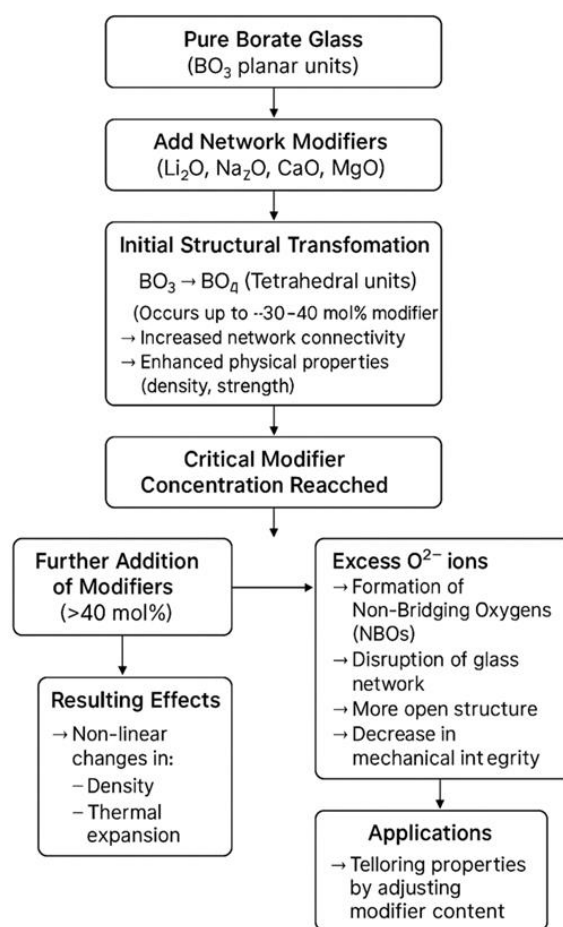 Pure Borate Glass
(BO₃ planar units)
Add Network Modifiers
(Li₂O, Na₂O, CaO, MgO)
Initial Structural Transfomation
BO₃ → BO₄ (Tetrahedral units)
(Occurs up to --30–40 mol% modifier
→ Increased network connectivity
→ Enhanced physical properties
(density, strength)
Critical Modifier
Concentration Reacched
Further Addition
of Modifiers
(>40 mol%)
Excess O²⁻ ions
→ Formation of
Non-Bridging Oxygens
(NBOs)
→ Disruption of glass
network
→ More open structure
→ Decrease in
mechanical integrity
Resulting Effects
→ Non-linear
changes in:
– Density
– Thermal
expansion
Applications
→ Telloring properties
by adjusting
modifier content